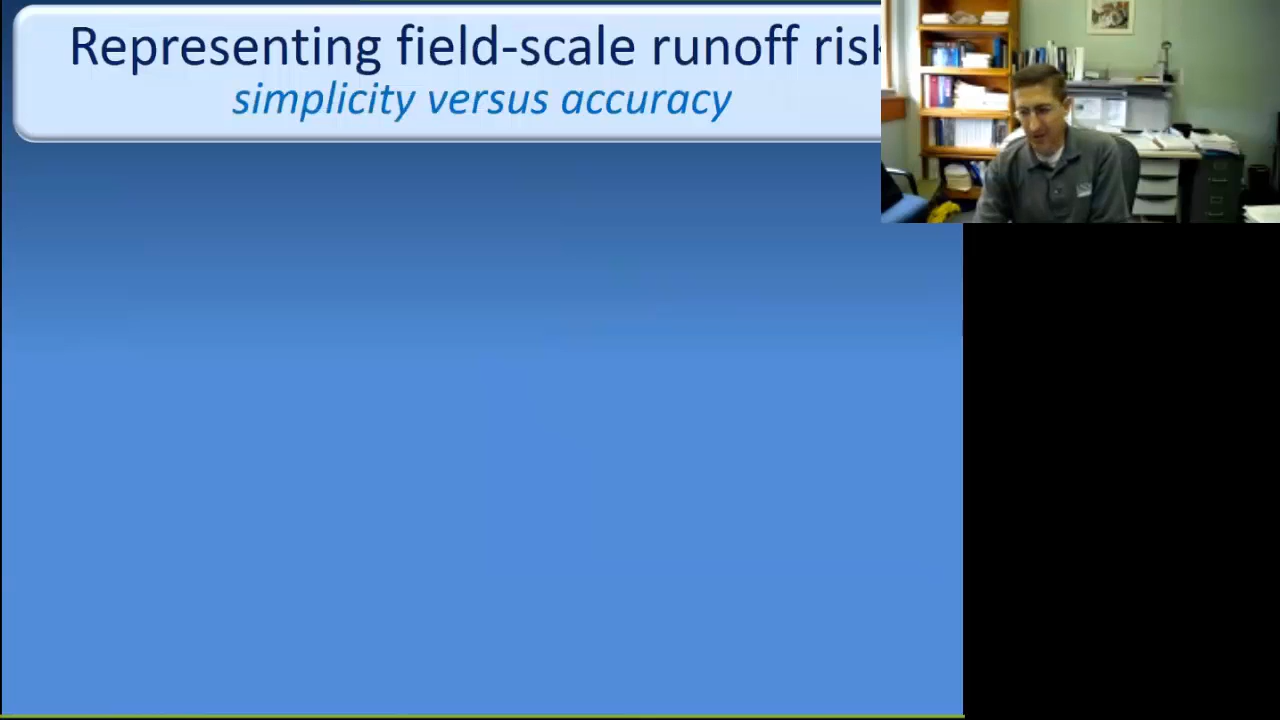 Representing field-scale runoff risk
simplicity versus accuracy